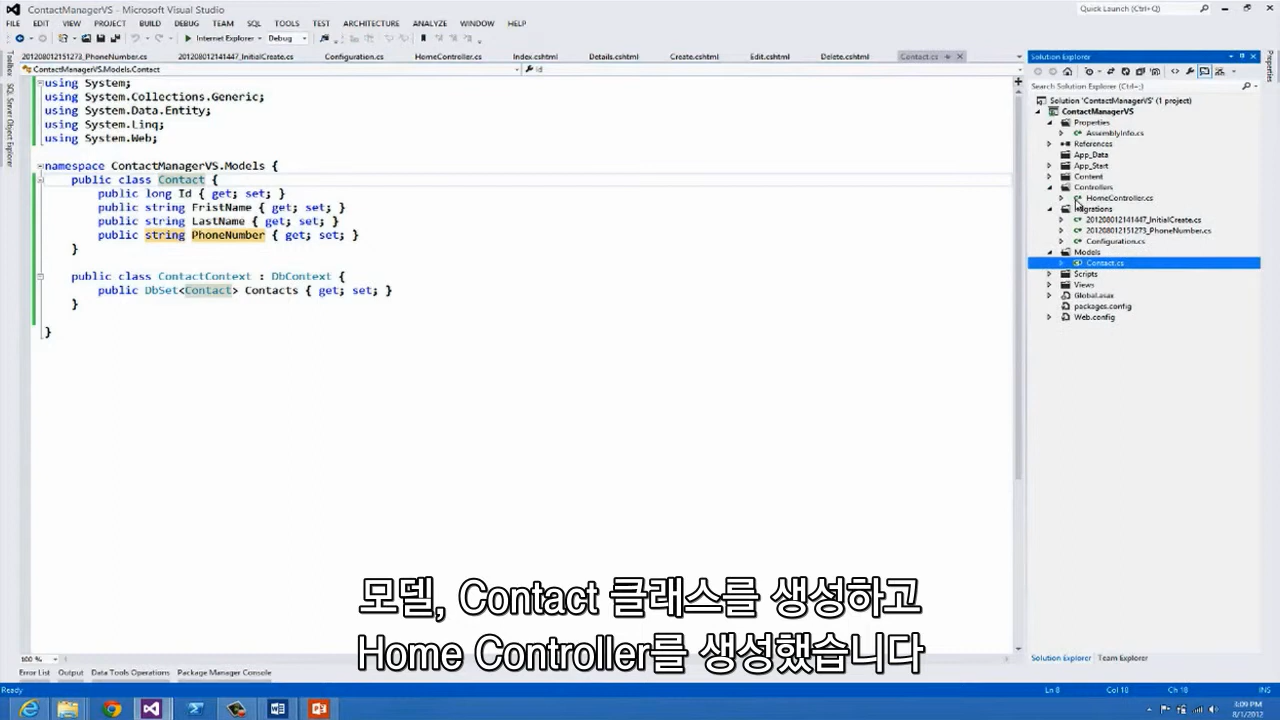 ContactManagerVS - Microsoft Visual Studio
Quick Launch (Ctrl+Q)
FILE EDIT VIEW PROJECT BUILD DEBUG TEAM SQL TOOLS TEST ARCHITECTURE ANALYZE WINDOW HELP
Internet Explorer Debug
201208012151273_PhoneNumber.cs 201208012141447_InitialCreate.cs Configuration.cs HomeController.cs Index.cshtml Details.cshtml Create.cshtml Edit.cshtml Delete.cshtml Contact.cs
ContactManagerVS.Models.Contact Id
Toolbox
SQL Server Object Explorer
using System;
using System.Collections.Generic;
using System.Data.Entity;
using System.Linq;
using System.Web;
namespace ContactManagerVS.Models {
public class Contact {
public long Id { get; set; }
public string FristName { get; set; }
public string LastName { get; set; }
public string PhoneNumber { get; set; }
}
public class ContactContext : DbContext {
public DbSet<Contact> Contacts { get; set; }
}
}
Solution Explorer
Search Solution Explorer (Ctrl+;)
Solution 'ContactManagerVS' (1 project)
ContactManagerVS
Properties
AssemblyInfo.cs
References
App_Data
App_Start
Content
Controllers
HomeController.cs
igrations
201208012141447_InitialCreate.cs
201208012151273_PhoneNumber.cs
Configuration.cs
Models
Contact.cs
Scripts
Views
Global.asax
packages.config
Web.config
Properties
모델, Contact 클래스를 생성하고
Home Controller를 생성했습니다
100 %
Solution Explorer Team Explorer
Error List Output Data Tools Operations Package Manager Console
Ready Ln 8 Col 18 Ch 18 INS
3:09 PM
8/1/2012